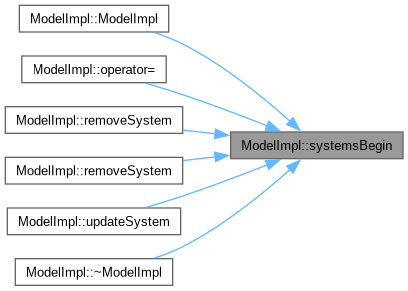 ModelImpl::ModelImpl
ModelImpl::operator=
ModelImpl::removeSystem
ModelImpl::systemsBegin
ModelImpl::removeSystem
ModelImpl::updateSystem
ModelImpl::~ModelImpl